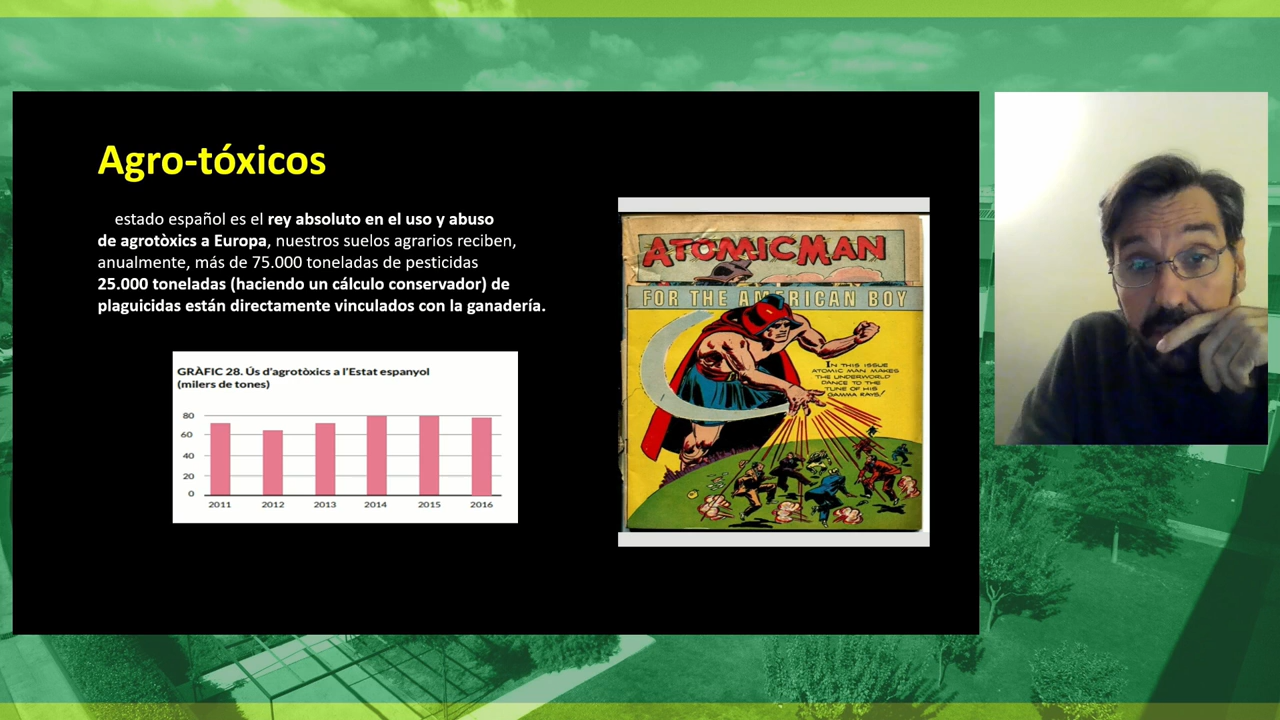 Agro-tóxicos
estado español es el rey absoluto en el uso y abuso
de agrotòxics a Europa, nuestros suelos agrarios reciben,
anualmente, más de 75.000 toneladas de pesticidas
25.000 toneladas (haciendo un cálculo conservador) de
plaguicidas están directamente vinculados con la ganadería.
GRÀFIC 28. Ús d'agrotòxics a l'Estat espanyol
(milers de tones)
80
60
40
20
0
2011 2012 2013 2014 2015 2016
ATOMICMAN
FOR THE AMERICAN BOY
IN THIS ISSUE
ATOMIC MAN MAKES
THE UNDERWORLD
DANCE TO THE
TUNE OF HIS
GAMMA RAYS!